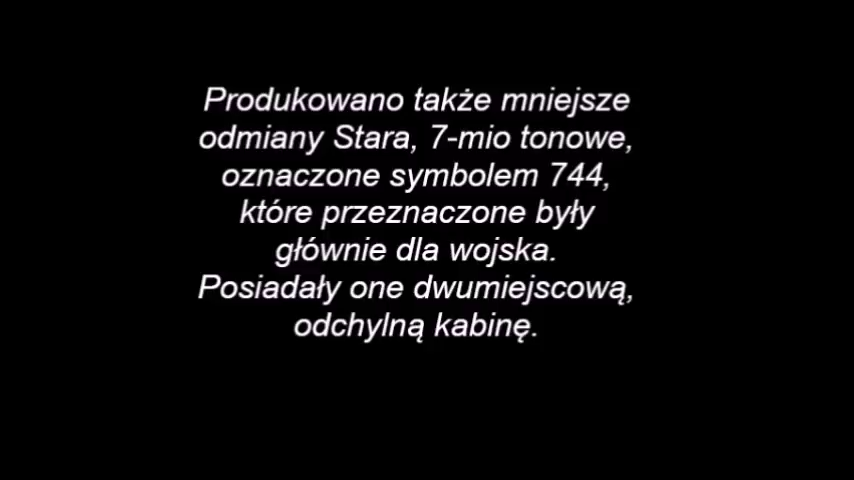 Produkowano także mniejsze
odmiany Stara, 7-mio tonowe,
oznaczone symbolem 744,
które przeznaczone były
głównie dla wojska.
Posiadały one dwumiejscową,
odchylną kabinę.